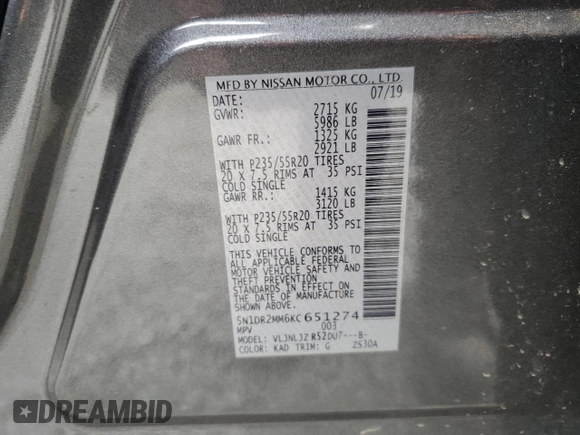 MFD BY NISSAN MOTOR CO., LTD.
DATE: 07/19
GVWR: 2715 KG
5986 LB
GAWR FR.: 1325 KG
2921 LB
WITH P235/55R20 TIRES
20 X 7.5 RIMS AT 35 PSI
COLD SINGLE
GAWR RR.: 1415 KG
3120 LB
WITH P235/55R20 TIRES
20 X 7.5 RIMS AT 35 PSI
COLD SINGLE
THIS VEHICLE CONFORMS TO
ALL APPLICABLE FEDERAL
MOTOR VEHICLE SAFETY AND
THEFT PREVENTION
STANDARDS IN EFFECT ON
THE DATE OF MANUFACTURE
SHOWN ABOVE.
5N1DR2MM6KC651274
MPV 003
MODEL: VLJNLJZ R52DU7---B-
COLOR: KAD TRIM: G 2S30A
DREAMBID